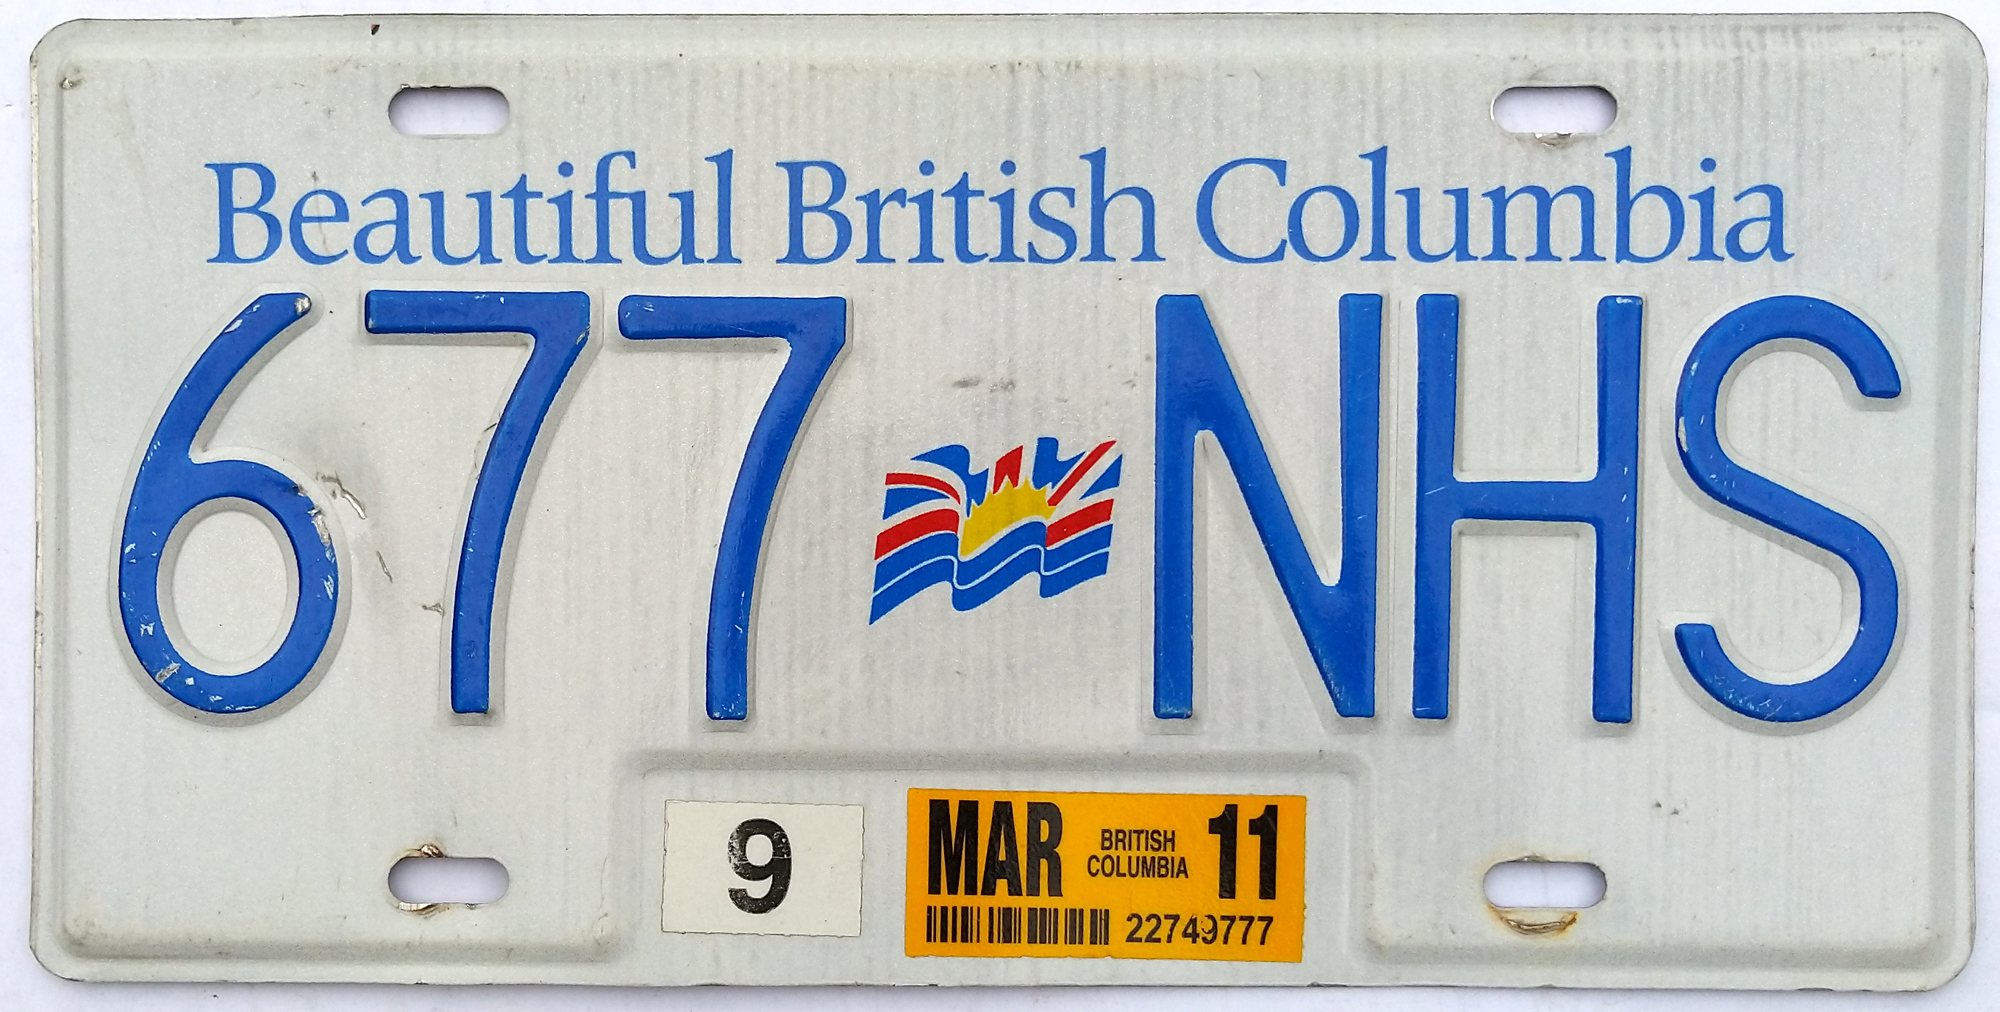 Beautiful British Columbia
677 NHS
9
MAR BRITISH COLUMBIA 11
22749777